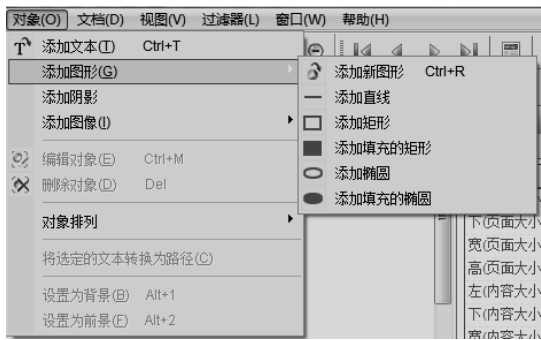 对象(O) 文档(D) 视图(V) 过滤器(L) 窗口(W) 帮助(H)
添加文本(T) Ctrl+T
添加图形(G)
添加阴影
添加图像(I)
编辑对象(E) Ctrl+M
删除对象(D) Del
对象排列
将选定的文本转换为路径(C)
设置为背景(B) Alt+1
设置为前景(F) Alt+2
添加新图形 Ctrl+R
添加直线
添加矩形
添加填充的矩形
添加椭圆
添加填充的椭圆
下(页面大小
宽(页面大小
高(页面大小
左(内容大小
下(内容大小
宽(内容大小